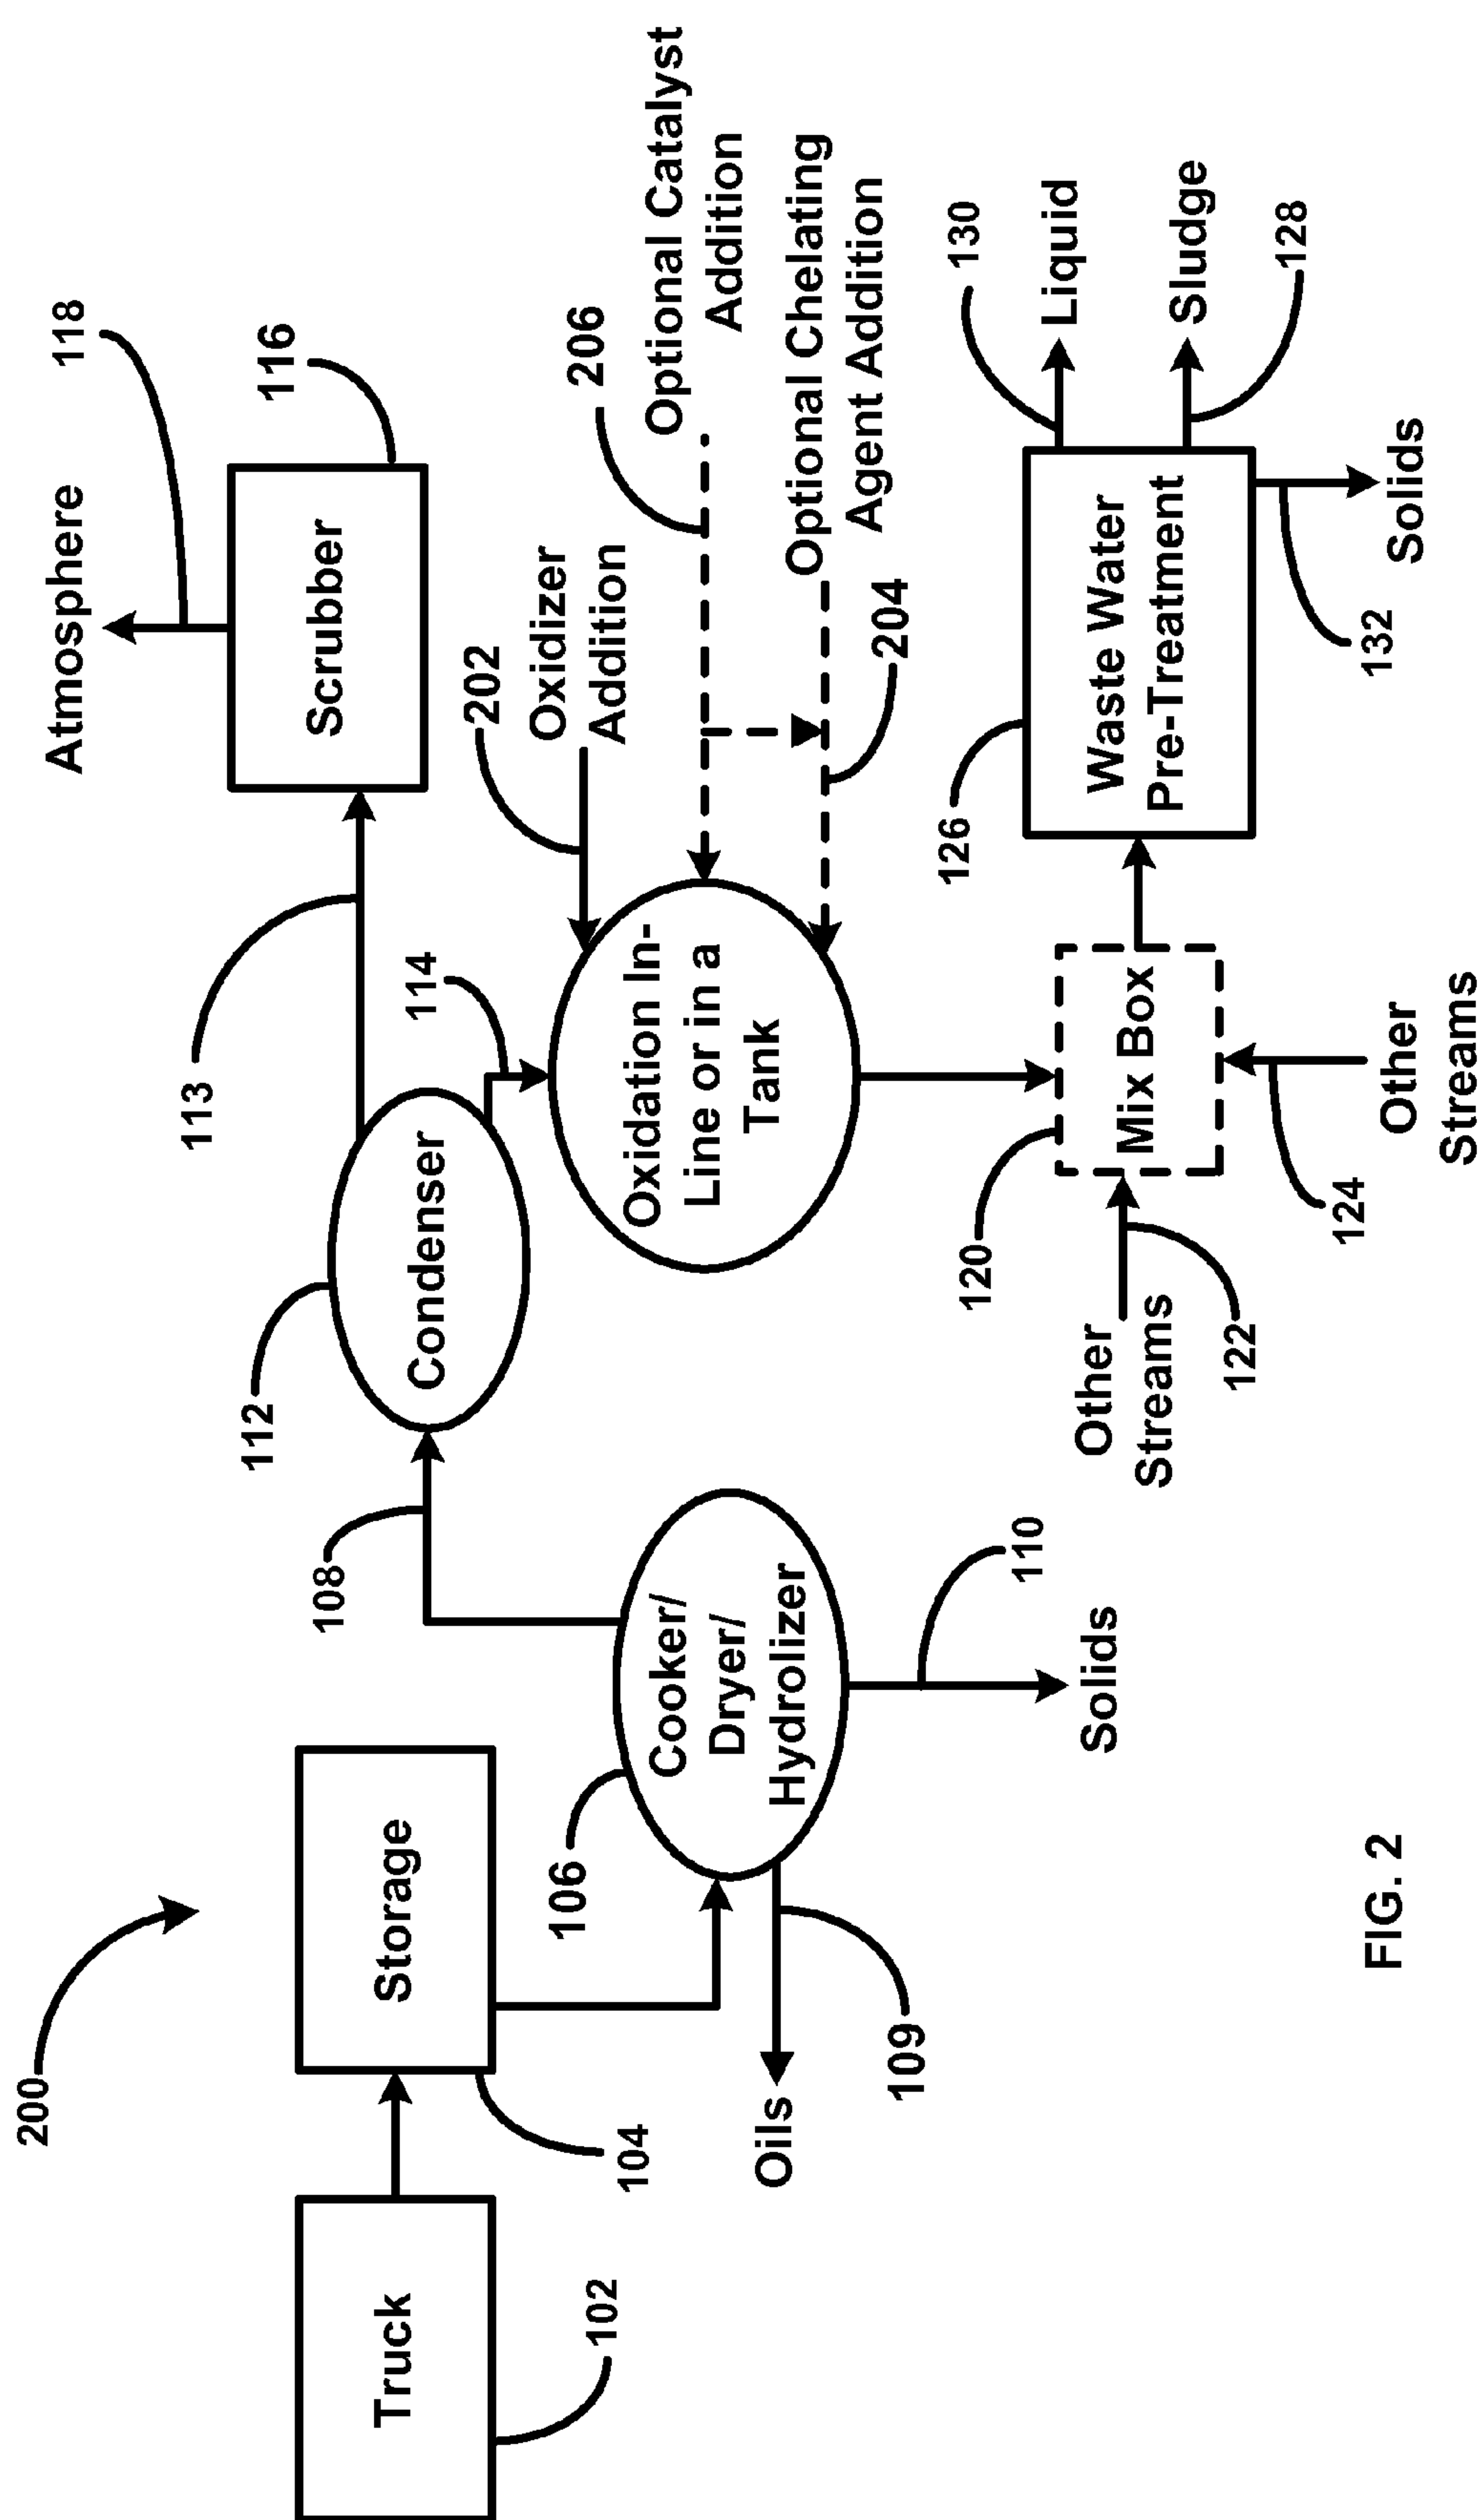 200
118
Atmosphere
116
Scrubber
113
112
Condenser
114
202
Oxidizer
Addition
206
Optional Catalyst
Addition
Optional Chelating
Agent Addition
204
Oxidation In-
Line or in a
Tank
108
Truck
102
Storage
104
106
Cooker/
Dryer/
Hydrolizer
Oils
109
110
Solids
120
Mix Box
Other
Streams
122
124
Other
Streams
126
Waste Water
Pre-Treatment
130
Liquid
Sludge
128
132
Solids
FIG. 2